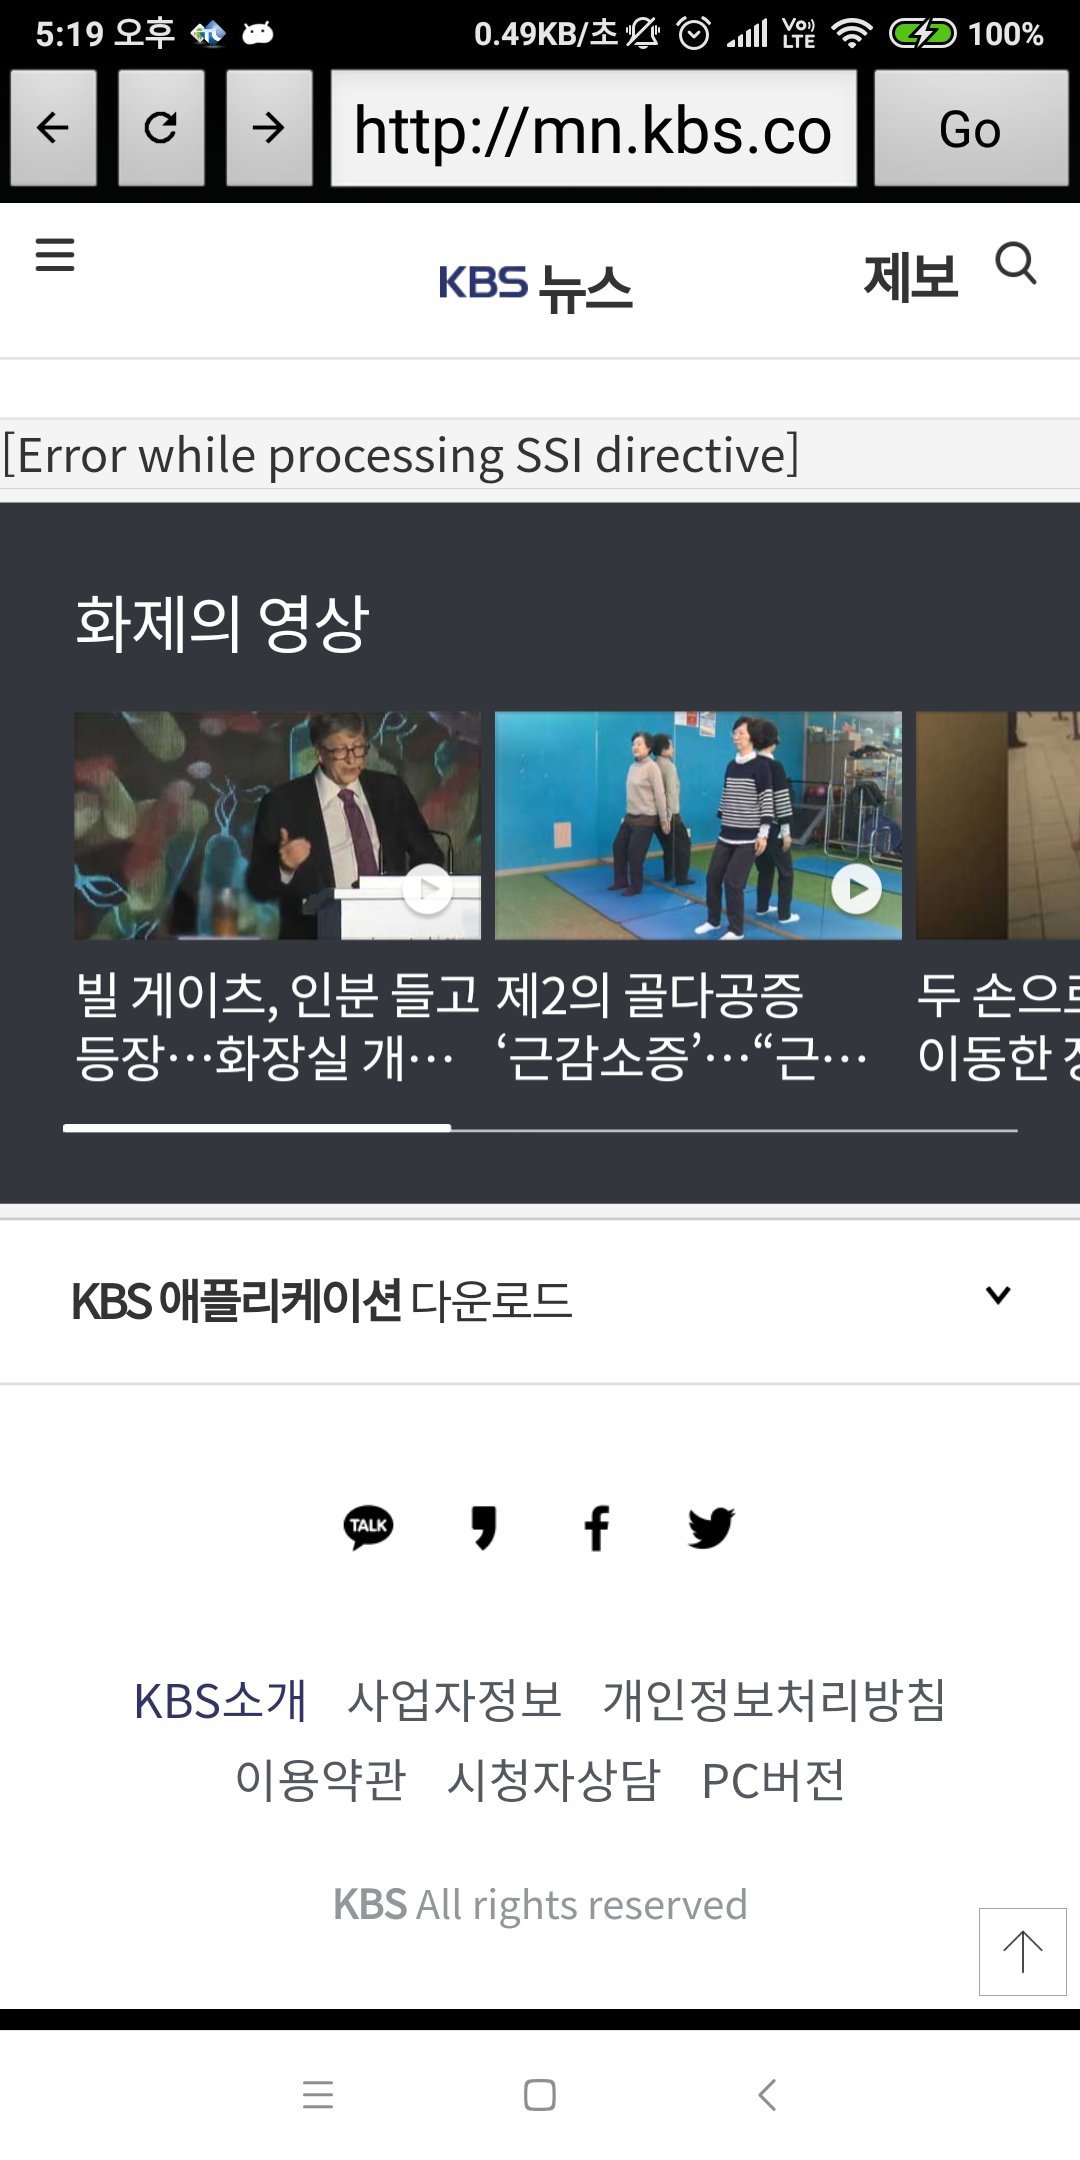 5:19 오후
0.49KB/초
Vo))
LTE
100%
http://mn.kbs.co
Go
KBS 뉴스
제보
[Error while processing SSI directive]
화제의 영상
빌 게이츠, 인분 들고
등장…화장실 개…
제2의 골다공증
‘근감소증’…“근…
두 손으로
이동한
KBS 애플리케이션 다운로드
TALK
KBS소개 사업자정보 개인정보처리방침
이용약관 시청자상담 PC버전
KBS All rights reserved